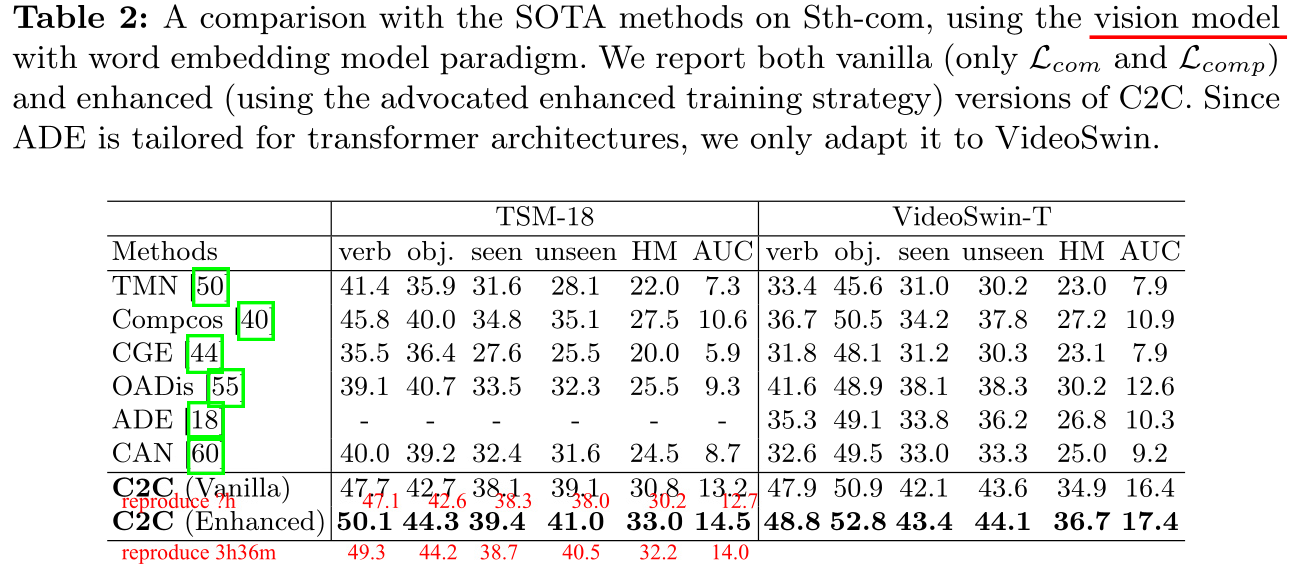 Table 2: A comparison with the SOTA methods on Sth-com, using the vision model
with word embedding model paradigm. We report both vanilla (only ℒcom and ℒcomp)
and enhanced (using the advocated enhanced training strategy) versions of C2C. Since
ADE is tailored for transformer architectures, we only adapt it to VideoSwin.
TSM-18 VideoSwin-T
Methods verb obj. seen unseen HM AUC verb obj. seen unseen HM AUC
TMN [50] 41.4 35.9 31.6 28.1 22.0 7.3 33.4 45.6 31.0 30.2 23.0 7.9
Compcos [40] 45.8 40.0 34.8 35.1 27.5 10.6 36.7 50.5 34.2 37.8 27.2 10.9
CGE [44] 35.5 36.4 27.6 25.5 20.0 5.9 31.8 48.1 31.2 30.3 23.1 7.9
OADis [55] 39.1 40.7 33.5 32.3 25.5 9.3 41.6 48.9 38.1 38.3 30.2 12.6
ADE [18] - - - - - - 35.3 49.1 33.8 36.2 26.8 10.3
CAN [60] 40.0 39.2 32.4 31.6 24.5 8.7 32.6 49.5 33.0 33.3 25.0 9.2
C2C (Vanilla) 47.7 42.7 38.1 39.1 30.8 13.2 47.9 50.9 42.1 43.6 34.9 16.4
reproduce ?h 47.1 42.6 38.3 38.0 30.2 12.7
C2C (Enhanced) 50.1 44.3 39.4 41.0 33.0 14.5 48.8 52.8 43.4 44.1 36.7 17.4
reproduce 3h36m 49.3 44.2 38.7 40.5 32.2 14.0